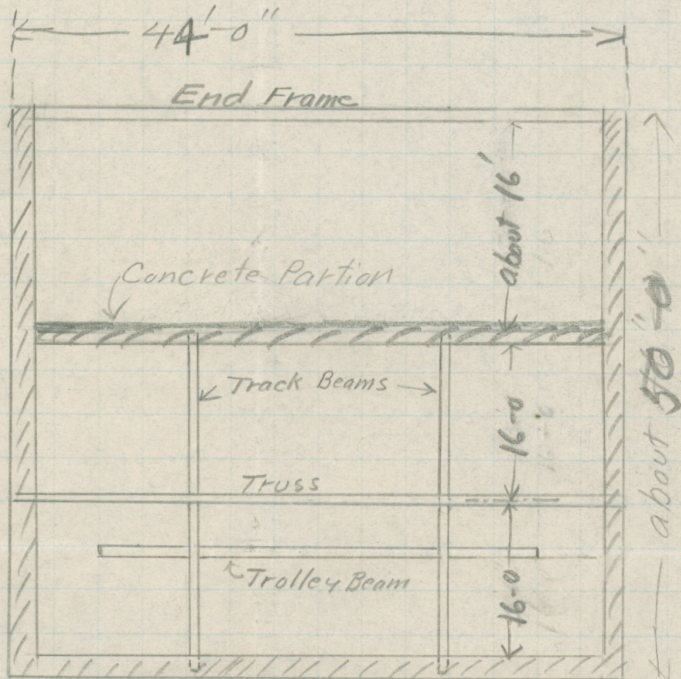 44'-0"
End Frame
about 16'
Concrete Partion
about 50'-0"
Track Beams
16-0
Truss
Trolley Beam
16-0